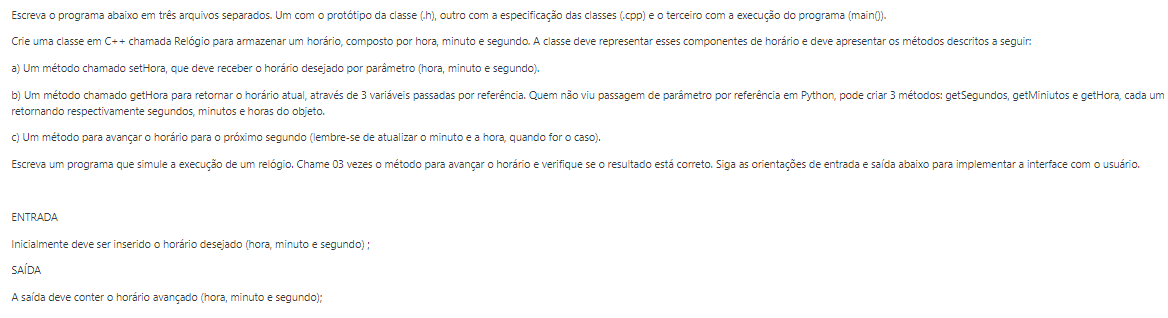 Escreva o programa abaixo em três arquivos separados. Um com o protótipo da classe (.h), outro com a especificação das classes (.cpp) e o terceiro com a execução do programa (main()).
Crie uma classe em C++ chamada Relógio para armazenar um horário, composto por hora, minuto e segundo. A classe deve representar esses componentes de horário e deve apresentar os métodos descritos a seguir:
a) Um método chamado setHora, que deve receber o horário desejado por parâmetro (hora, minuto e segundo).
b) Um método chamado getHora para retornar o horário atual, através de 3 variáveis passadas por referência. Quem não viu passagem de parâmetro por referência em Python, pode criar 3 métodos: getSegundos, getMiniutos e getHora, cada um
retornando respectivamente segundos, minutos e horas do objeto.
c) Um método para avançar o horário para o próximo segundo (lembre-se de atualizar o minuto e a hora, quando for o caso).
Escreva um programa que simule a execução de um relógio. Chame 03 vezes o método para avançar o horário e verifique se o resultado está correto. Siga as orientações de entrada e saída abaixo para implementar a interface com o usuário.
ENTRADA
Inicialmente deve ser inserido o horário desejado (hora, minuto e segundo) ;
SAÍDA
A saída deve conter o horário avançado (hora, minuto e segundo);